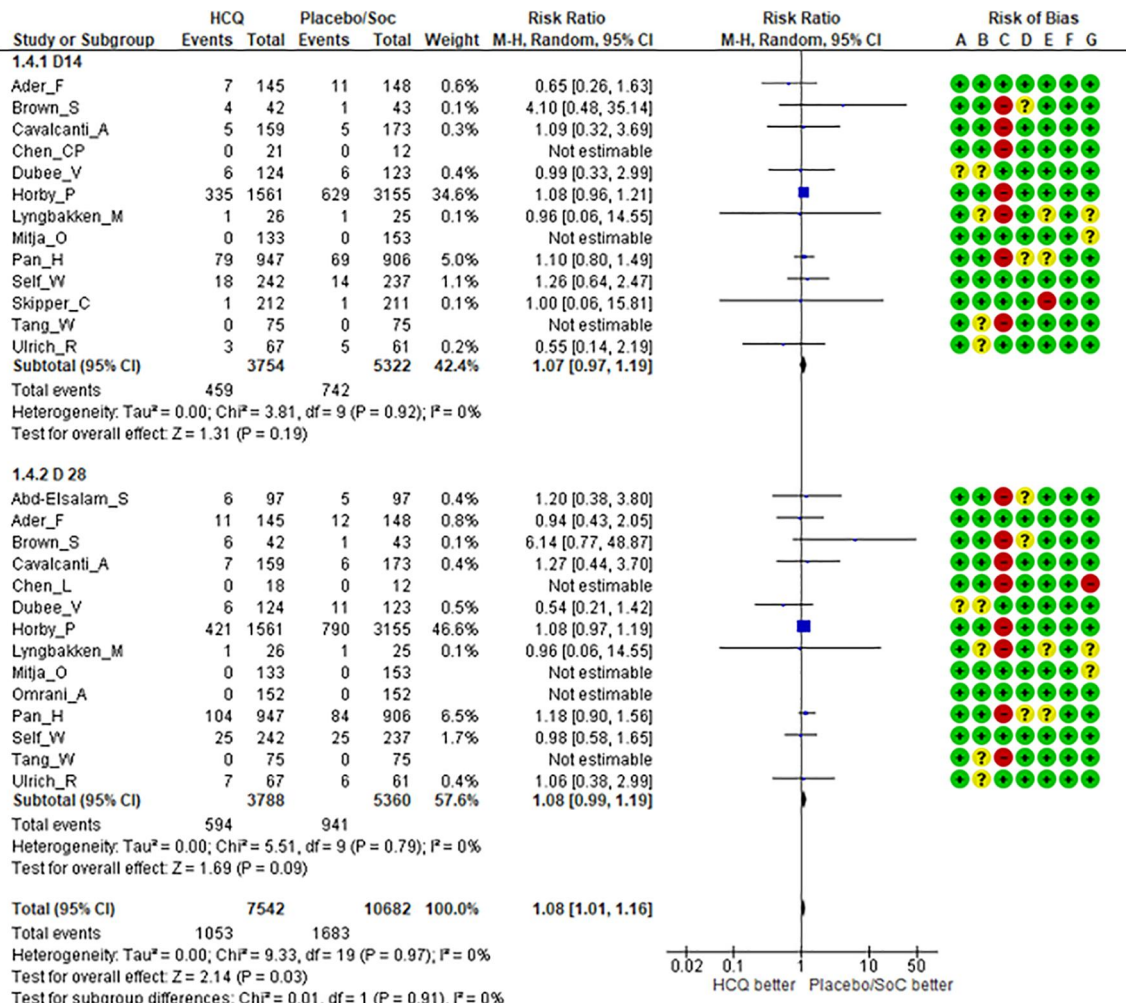 HCQ Placebo/Soc Risk Ratio Risk Ratio Risk of Bias
Study or Subgroup Events Total Events Total Weight M-H, Random, 95% CI M-H, Random, 95% CI A B C D E F G
1.4.1 D14
Ader_F 7 145 11 148 0.6% 0.65 [0.26, 1.63] + + + + + + +
Brown_S 4 42 1 43 0.1% 4.10 [0.48, 35.14] + + - ? + + +
Cavalcanti_A 5 159 5 173 0.3% 1.09 [0.32, 3.69] + + - + + + +
Chen_CP 0 21 0 12 Not estimable + + - + + + +
Dubee_V 6 124 6 123 0.4% 0.99 [0.33, 2.99] ? ? + + + + +
Horby_P 335 1561 629 3155 34.6% 1.08 [0.96, 1.21] + + - + + + +
Lyngbakken_M 1 26 1 25 0.1% 0.96 [0.06, 14.55] + ? - + ? + ?
Mitja_O 0 133 0 153 Not estimable + + + + + + ?
Pan_H 79 947 69 906 5.0% 1.10 [0.80, 1.49] + + - ? ? + +
Self_W 18 242 14 237 1.1% 1.26 [0.64, 2.47] + + + + + + +
Skipper_C 1 212 1 211 0.1% 1.00 [0.06, 15.81] + + + + - + +
Tang_W 0 75 0 75 Not estimable + ? - + + + +
Ulrich_R 3 67 5 61 0.2% 0.55 [0.14, 2.19] + ? + + + + +
Subtotal (95% CI) 3754 5322 42.4% 1.07 [0.97, 1.19]
Total events 459 742
Heterogeneity: Tau² = 0.00; Chi² = 3.81, df = 9 (P = 0.92); I² = 0%
Test for overall effect: Z = 1.31 (P = 0.19)
1.4.2 D 28
Abd-Elsalam_S 6 97 5 97 0.4% 1.20 [0.38, 3.80] + + - ? + + +
Ader_F 11 145 12 148 0.8% 0.94 [0.43, 2.05] + + + + + + +
Brown_S 6 42 1 43 0.1% 6.14 [0.77, 48.87] + + - ? + + +
Cavalcanti_A 7 159 6 173 0.4% 1.27 [0.44, 3.70] + + - + + + +
Chen_L 0 18 0 12 Not estimable + + - + + + -
Dubee_V 6 124 11 123 0.5% 0.54 [0.21, 1.42] ? ? + + + + +
Horby_P 421 1561 790 3155 46.6% 1.08 [0.97, 1.19] + + - + + + +
Lyngbakken_M 1 26 1 25 0.1% 0.96 [0.06, 14.55] + ? - + ? + ?
Mitja_O 0 133 0 153 Not estimable + + + + + + ?
Omrani_A 0 152 0 152 Not estimable + + + + + + +
Pan_H 104 947 84 906 6.5% 1.18 [0.90, 1.56] + + - ? ? + +
Self_W 25 242 25 237 1.7% 0.98 [0.58, 1.65] + + + + + + +
Tang_W 0 75 0 75 Not estimable + ? - + + + +
Ulrich_R 7 67 6 61 0.4% 1.06 [0.38, 2.99] + ? + + + + +
Subtotal (95% CI) 3788 5360 57.6% 1.08 [0.99, 1.19]
Total events 594 941
Heterogeneity: Tau² = 0.00; Chi² = 5.51, df = 9 (P = 0.79); I² = 0%
Test for overall effect: Z = 1.69 (P = 0.09)
Total (95% CI) 7542 10682 100.0% 1.08 [1.01, 1.16]
Total events 1053 1683
Heterogeneity: Tau² = 0.00; Chi² = 9.33, df = 19 (P = 0.97); I² = 0%
Test for overall effect: Z = 2.14 (P = 0.03)
Test for subgroup differences: Chi² = 0.01, df = 1 (P = 0.91), I² = 0%
0.02 0.1 1 10 50
HCQ better Placebo/SoC better